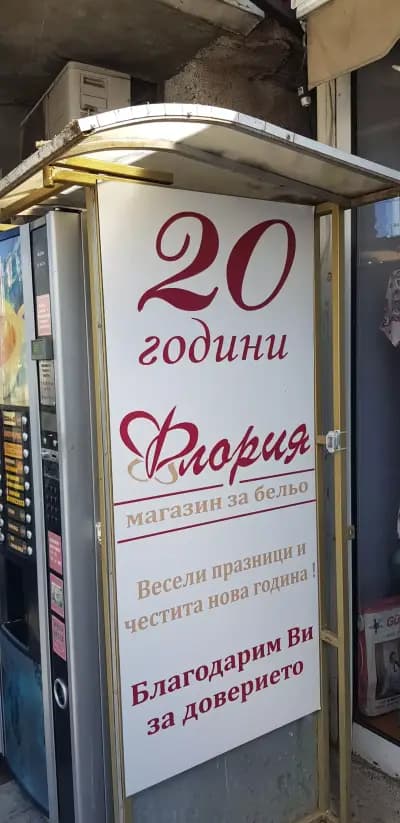 20
години
Флория
магазин за бельо
Весели празници и
честита нова година !
Благодарим Ви
за доверието